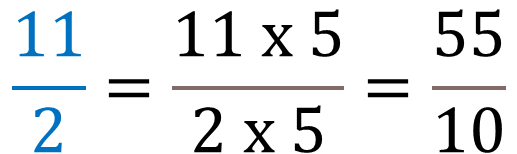 11/2 = 11 x 5/2 x 5 = 55/10